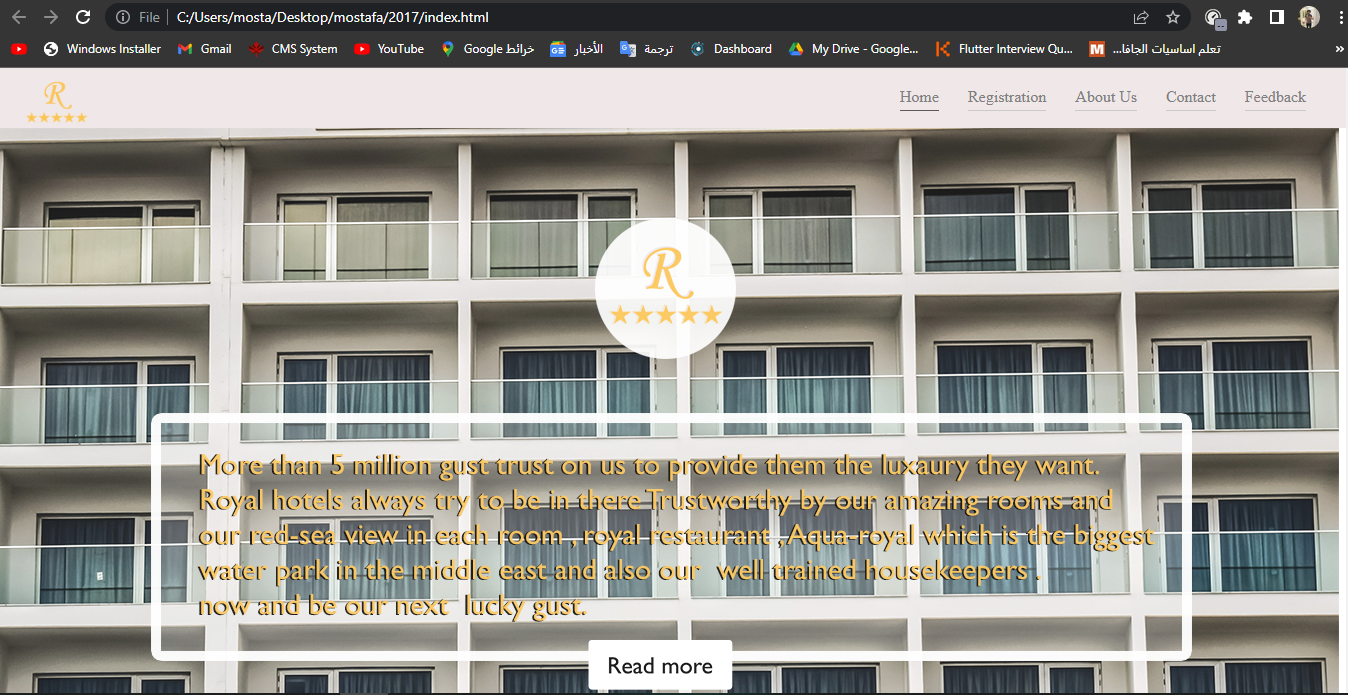 File
C:/Users/mosta/Desktop/mostafa/2017/index.html
Windows Installer
Gmail
CMS System
YouTube
خرائط Google
الأخبار
ترجمة
Dashboard
My Drive - Google...
Flutter Interview Qu...
تعلم اساسيات الجافا...
»
R
Home
Registration
About Us
Contact
Feedback
R
More than 5 million gust trust on us to provide them the luxaury they want.
Royal hotels always try to be in there Trustworthy by our amazing rooms and
our red-sea view in each room , royal restaurant ,Aqua-royal which is the biggest
water park in the middle east and also our well trained housekeepers .
now and be our next lucky gust.
Read more